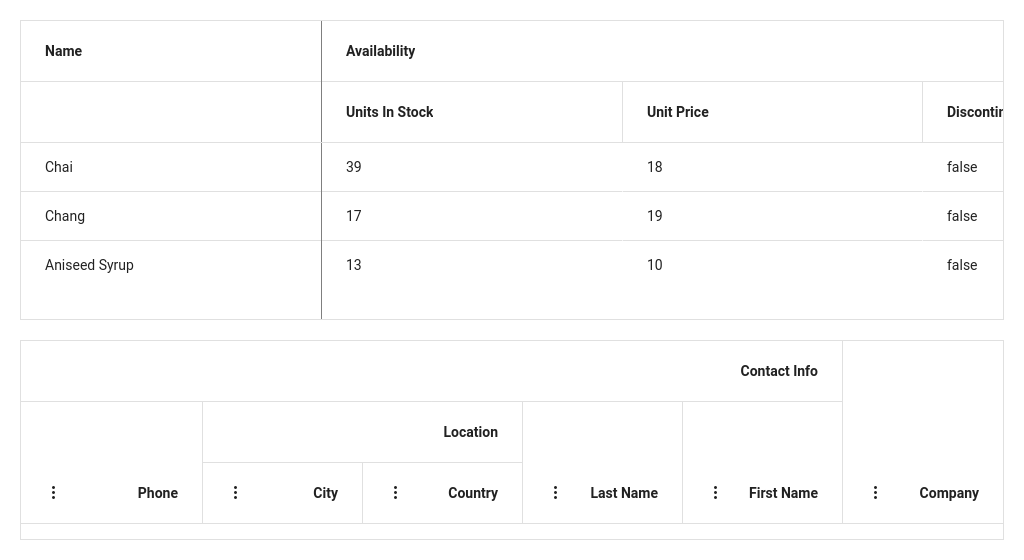 Name Availability
Units In Stock Unit Price Discontin
Chai 39 18 false
Chang 17 19 false
Aniseed Syrup 13 10 false
Contact Info
Location
Phone City Country Last Name First Name Company